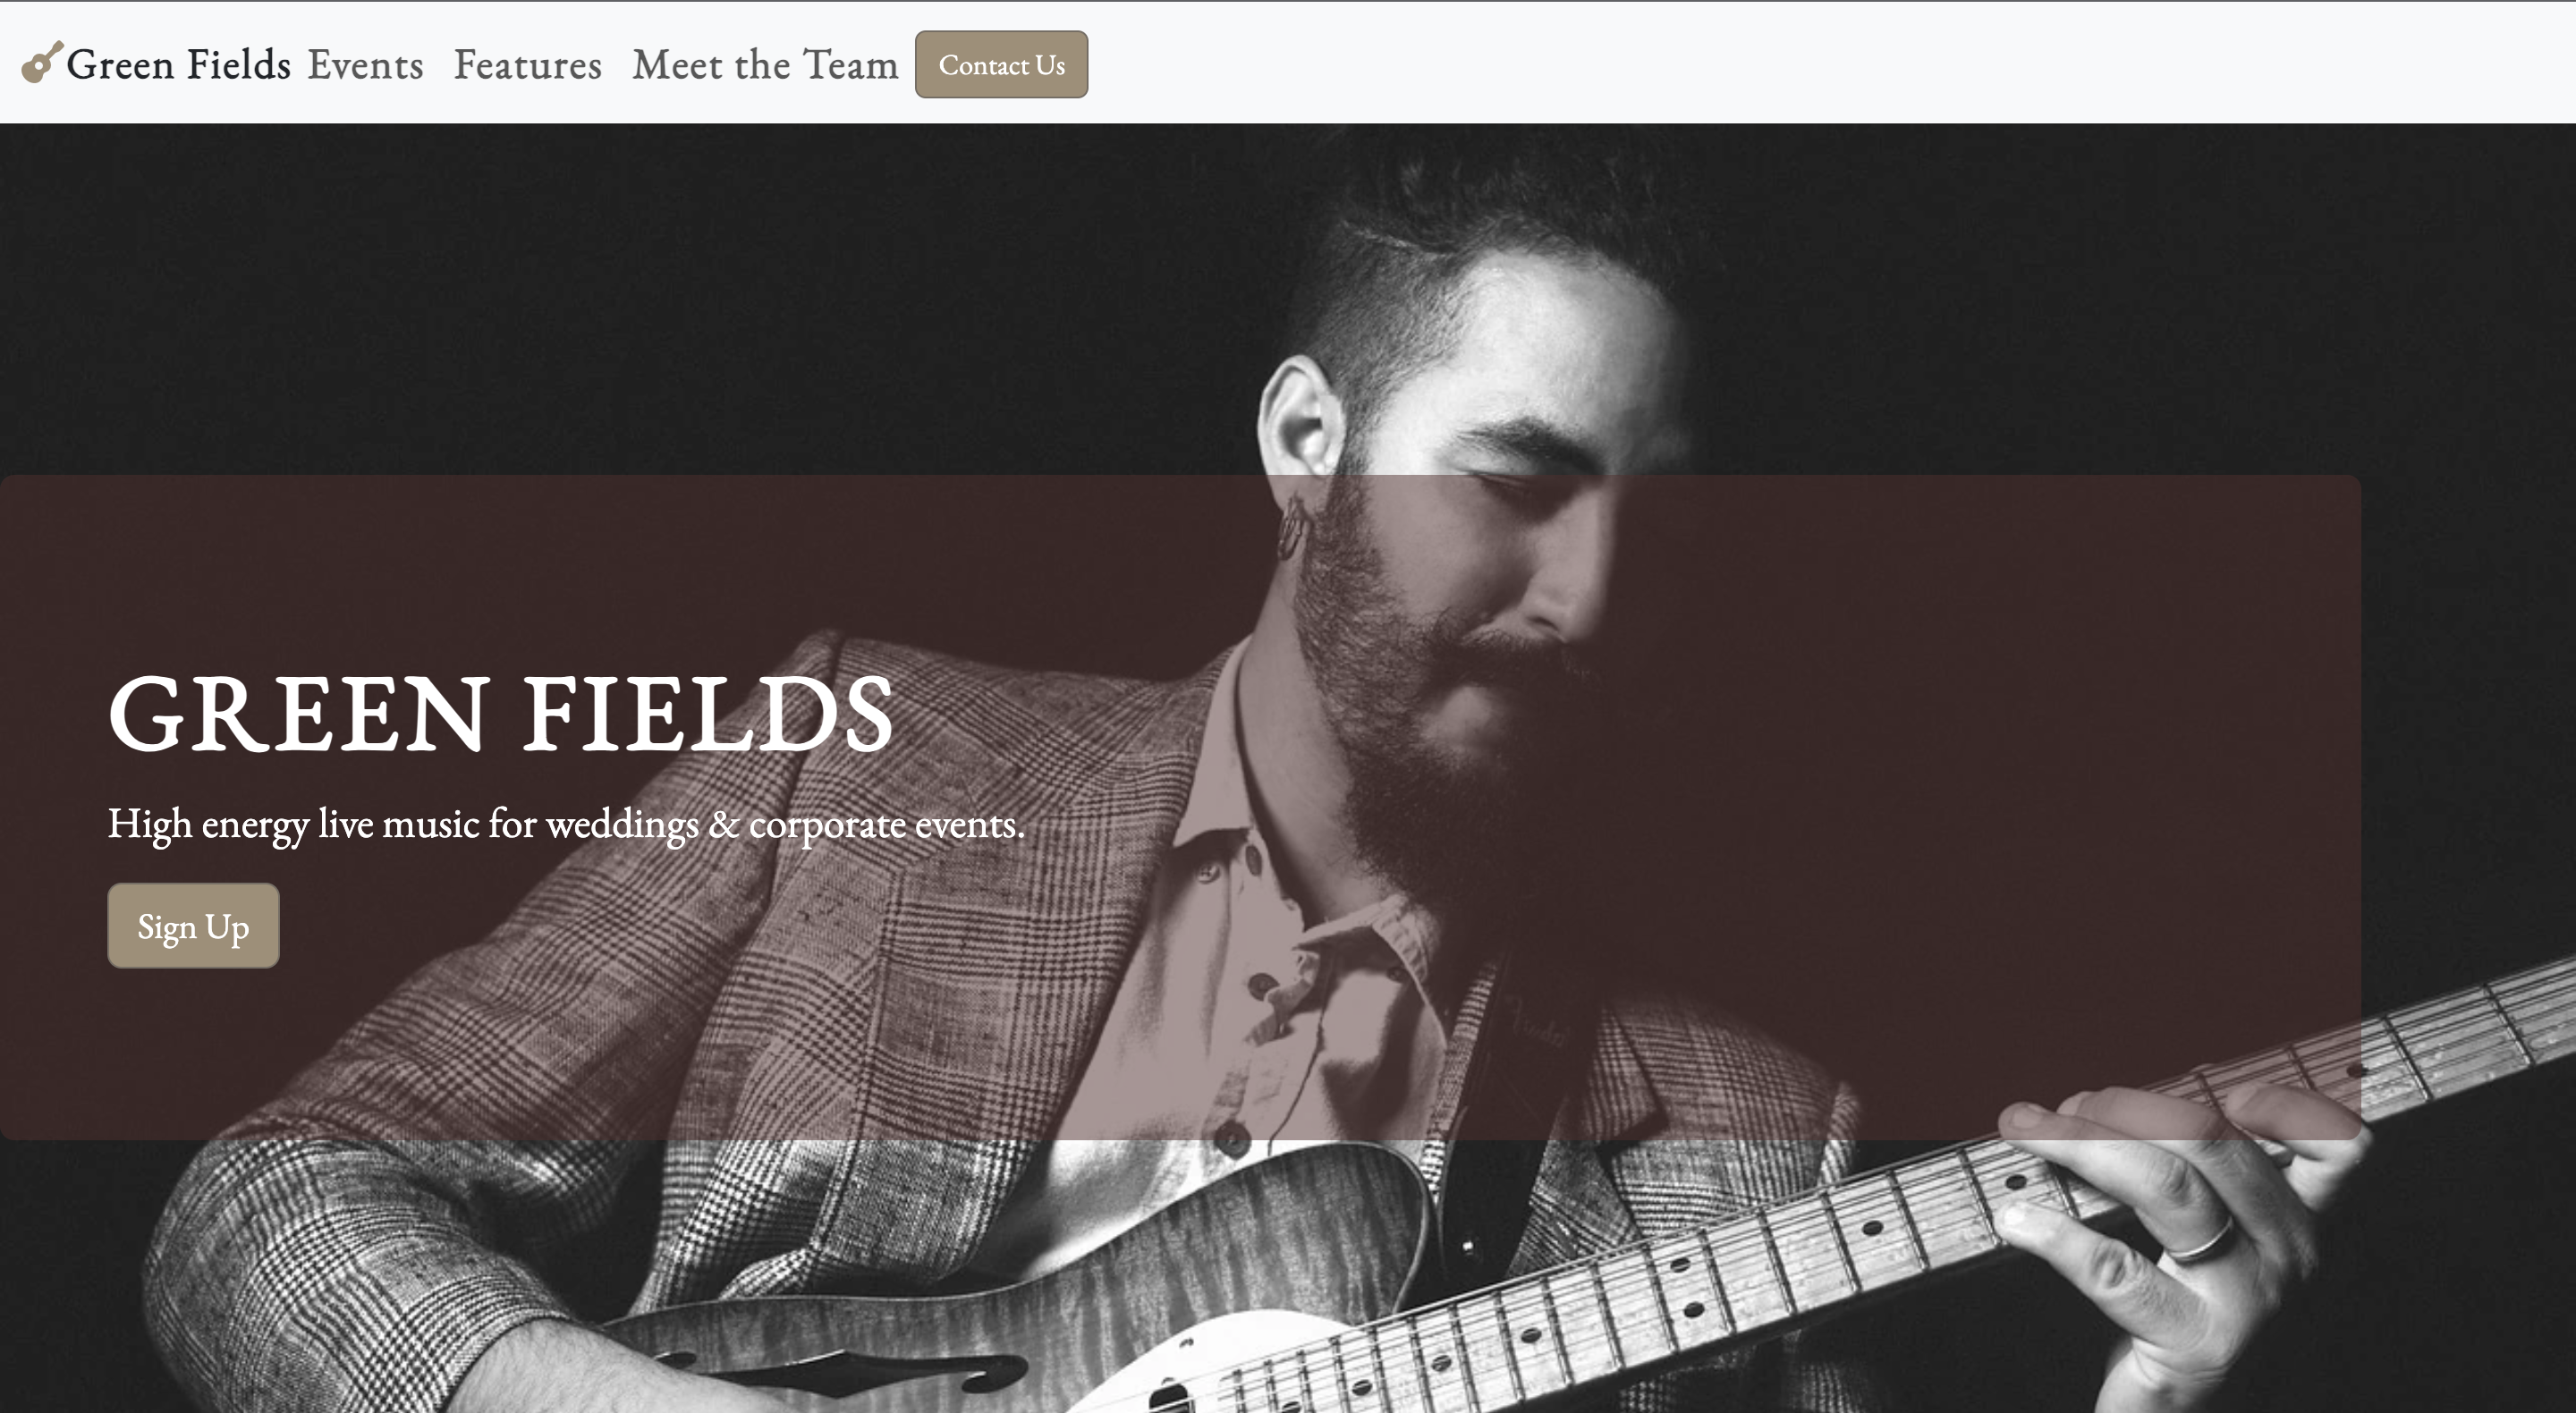 Green Fields Events Features Meet the Team Contact Us
GREEN FIELDS
High energy live music for weddings & corporate events.
Sign Up